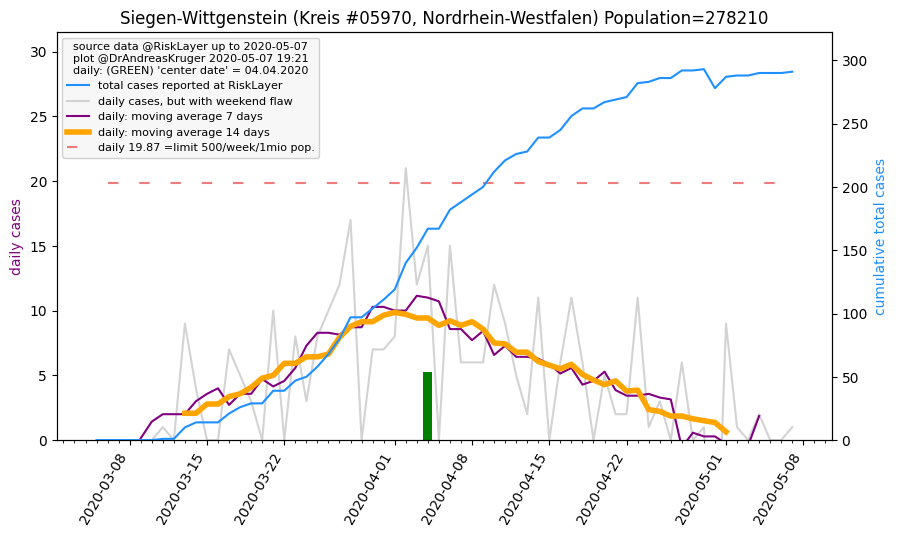 Siegen-Wittgenstein (Kreis #05970, Nordrhein-Westfalen) Population=278210
source data @RiskLayer up to 2020-05-07
plot @DrAndreasKruger 2020-05-07 19:21
daily: (GREEN) 'center date' = 04.04.2020
total cases reported at RiskLayer
daily cases, but with weekend flaw
daily: moving average 7 days
daily: moving average 14 days
daily 19.87 =limit 500/week/1mio pop.
daily cases
30
25
20
15
10
5
0
cumulative total cases
300
250
200
150
100
50
0
2020-03-08
2020-03-15
2020-03-22
2020-04-01
2020-04-08
2020-04-15
2020-04-22
2020-05-01
2020-05-08